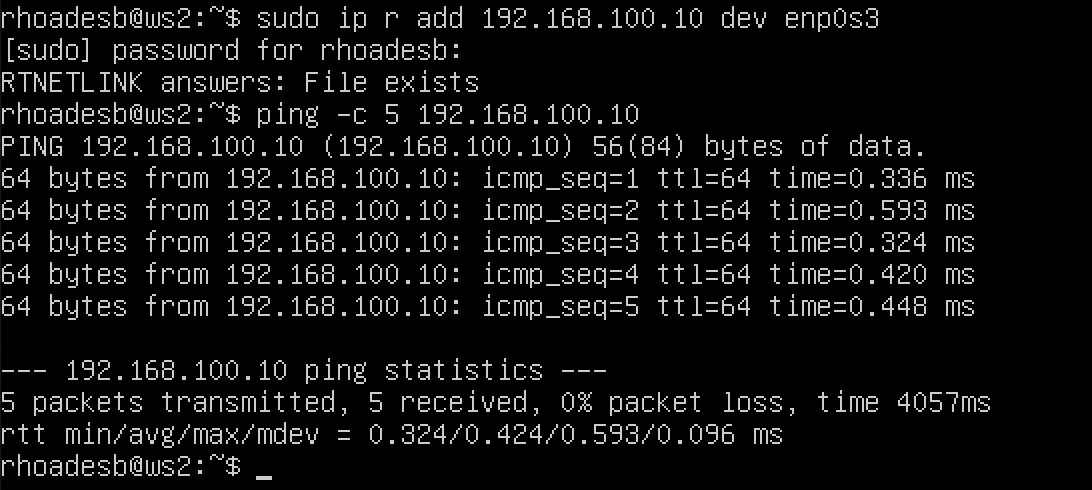 rhoadesb@ws2:~$ sudo ip r add 192.168.100.10 dev enp0s3
[sudo] password for rhoadesb:
RTNETLINK answers: File exists
rhoadesb@ws2:~$ ping -c 5 192.168.100.10
PING 192.168.100.10 (192.168.100.10) 56(84) bytes of data.
64 bytes from 192.168.100.10: icmp_seq=1 ttl=64 time=0.336 ms
64 bytes from 192.168.100.10: icmp_seq=2 ttl=64 time=0.593 ms
64 bytes from 192.168.100.10: icmp_seq=3 ttl=64 time=0.324 ms
64 bytes from 192.168.100.10: icmp_seq=4 ttl=64 time=0.420 ms
64 bytes from 192.168.100.10: icmp_seq=5 ttl=64 time=0.448 ms

--- 192.168.100.10 ping statistics ---
5 packets transmitted, 5 received, 0% packet loss, time 4057ms
rtt min/avg/max/mdev = 0.324/0.424/0.593/0.096 ms
rhoadesb@ws2:~$ _